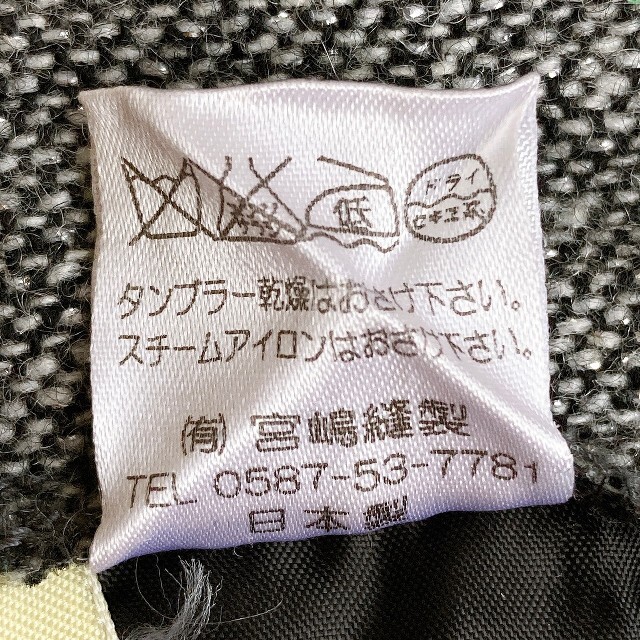 低
ドライ
セキユ系
タンブラー乾燥はおさけ下さい。
スチームアイロンはおさけ下さい。
(有) 宮嶋縫製
TEL 0587-53-7781
日本製